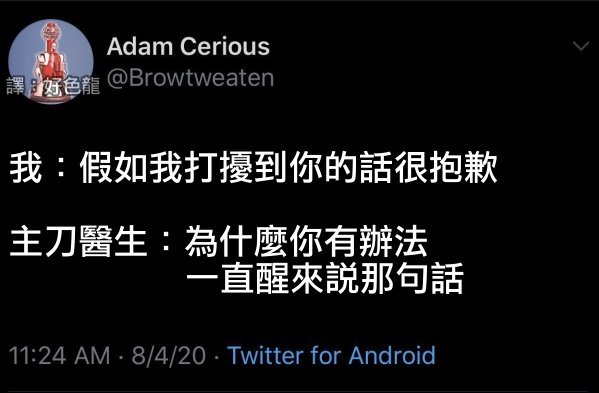 Adam Cerious
@Browtweaten
譯：好色龍
我：假如我打擾到你的話很抱歉
主刀醫生：為什麼你有辦法
一直醒來説那句話
11:24 AM · 8/4/20 · Twitter for Android